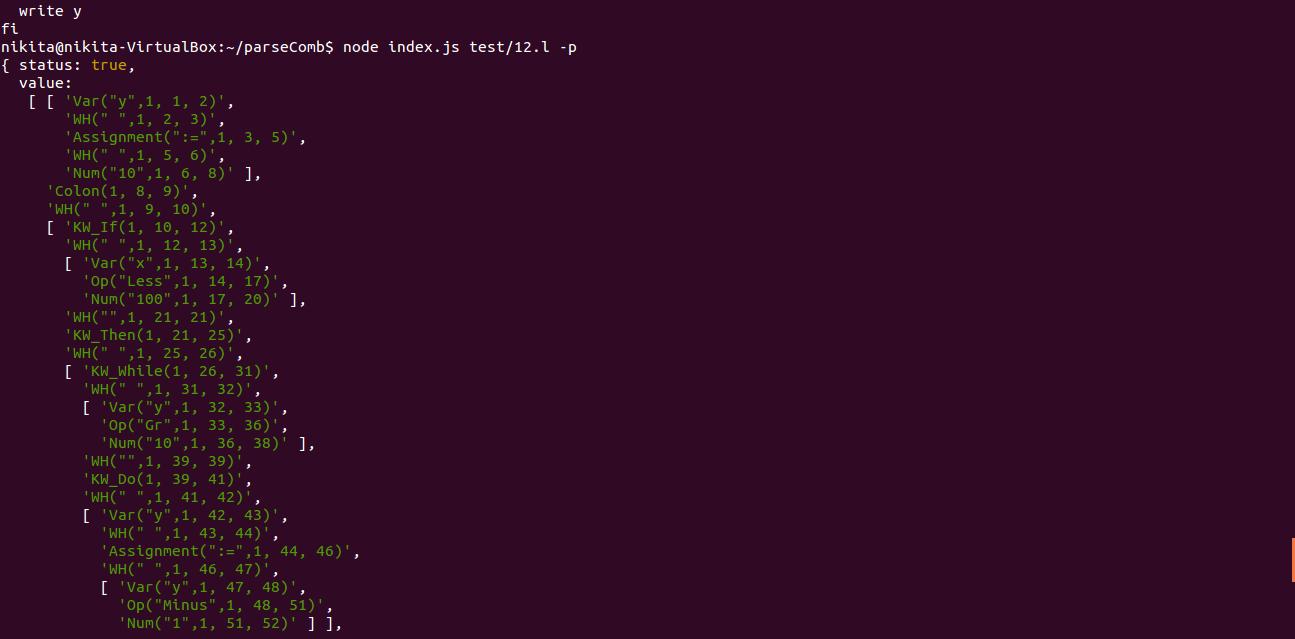 write y
fi
nikita@nikita-VirtualBox:~/parseComb$ node index.js test/12.l -p
{ status: true,
  value:
   [ [ 'Var("y",1, 1, 2)',
       'WH(" ",1, 2, 3)',
       'Assignment(":=",1, 3, 5)',
       'WH(" ",1, 5, 6)',
       'Num("10",1, 6, 8)' ],
     'Colon(1, 8, 9)',
     'WH(" ",1, 9, 10)',
     [ 'KW_If(1, 10, 12)',
       'WH(" ",1, 12, 13)',
       [ 'Var("x",1, 13, 14)',
         'Op("Less",1, 14, 17)',
         'Num("100",1, 17, 20)' ],
       'WH("",1, 21, 21)',
       'KW_Then(1, 21, 25)',
       'WH(" ",1, 25, 26)',
       [ 'KW_While(1, 26, 31)',
         'WH(" ",1, 31, 32)',
         [ 'Var("y",1, 32, 33)',
           'Op("Gr",1, 33, 36)',
           'Num("10",1, 36, 38)' ],
         'WH("",1, 39, 39)',
         'KW_Do(1, 39, 41)',
         'WH(" ",1, 41, 42)',
         [ 'Var("y",1, 42, 43)',
           'WH(" ",1, 43, 44)',
           'Assignment(":=",1, 44, 46)',
           'WH(" ",1, 46, 47)',
           [ 'Var("y",1, 47, 48)',
             'Op("Minus",1, 48, 51)',
             'Num("1",1, 51, 52)' ] ],